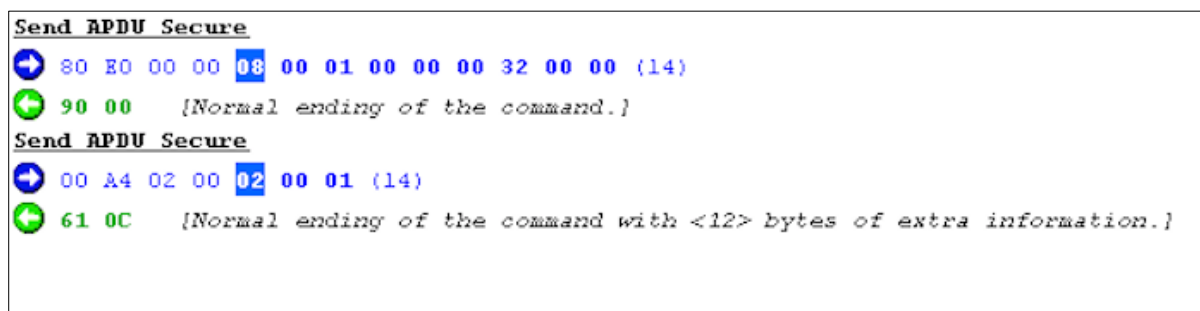 Send APDU Secure
80 E0 00 00 08 00 01 00 00 00 32 00 00 (14)
90 00 [Normal ending of the command.]
Send APDU Secure
00 A4 02 00 02 00 01 (14)
61 0C [Normal ending of the command with <12> bytes of extra information.]